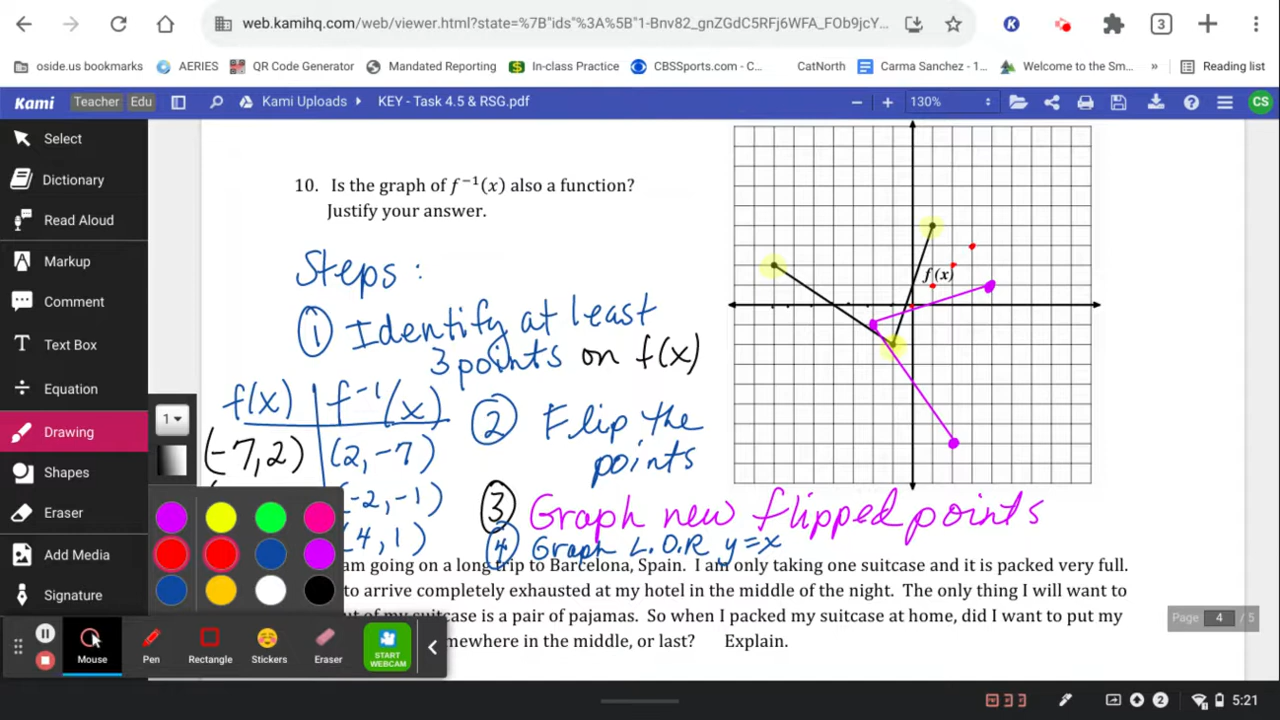 web.kamihq.com/web/viewer.html?state=%7B"ids"%3A%5B"1-Bnv82_gnZGdC5RFj6WFA_FOb9jcY...
3
oside.us bookmarks
AERIES
QR Code Generator
Mandated Reporting
In-class Practice
CBSSports.com - C...
CatNorth
Carma Sanchez - 1...
Welcome to the Sm...
»
Reading list
Kami
Teacher
Edu
Kami Uploads
KEY - Task 4.5 & RSG.pdf
130%
CS
Select
Dictionary
Read Aloud
Markup
Comment
Text Box
Equation
Drawing
Shapes
Eraser
Add Media
Signature
1
10. Is the graph of f⁻¹(x) also a function?
Justify your answer.
Steps :
① Identify at least
3 points on f(x)
f(x) | f⁻¹(x)
(-7,2) | (2,-7)
-2,-1)
4,1)
② Flip the
points
③ Graph new flipped points
④ Graph L.O.R y=x
f(x)
am going on a long trip to Barcelona, Spain. I am only taking one suitcase and it is packed very full.
to arrive completely exhausted at my hotel in the middle of the night. The only thing I will want to
suitcase is a pair of pajamas. So when I packed my suitcase at home, did I want to put my
mewhere in the middle, or last? Explain.
Page 4 / 5
Mouse
Pen
Rectangle
Stickers
Eraser
START
WEBCAM
2
5:21